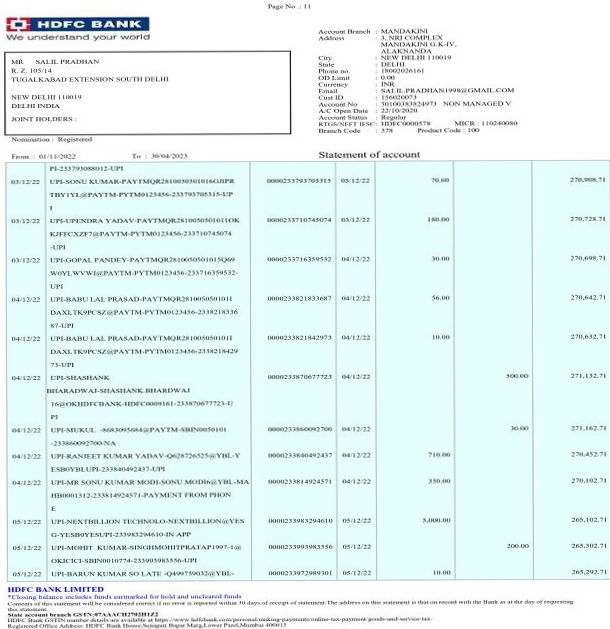 Page No .: 11
HDFC BANK
We understand your world
MR SALIL PRADHAN
R. Z. 105/14
TUGALKABAD EXTENSION SOUTH DELHI
NEW DELHI 110019
DELHI INDIA
JOINT HOLDERS :
Nomination : Registered
Account Branch : MANDAKINI
Address : 3, NRI COMPLEX
MANDAKINI G.K-IV,
ALAKNANDA
City : NEW DELHI 110019
State : DELHI
Phone no. : 18002026161
OD Limit : 0.00
Currency : INR
Email : SALIL.PRADHAN1998@GMAIL.COM
Cust ID : 156020073
Account No : 50100383824973 NON MANAGED V
A/C Open Date : 22/10/2020
Account Status : Regular
RTGS/NEFT IFSC: HDFC0000578 MICR : 110240080
Branch Code : 578 Product Code : 100
From : 01/11/2022 To : 30/04/2023 Statement of account
PI-233793088012-UPI
03/12/22 UPI-SONU KUMAR-PAYTMQR2810050501016GJIPR 0000233793705315 03/12/22 70.00 270,908.71
THY1YL@PAYTM-PYTM0123456-233793705315-UP
I
03/12/22 UPI-UPENDRA YADAV-PAYTMQR2810050501011OK 0000233710745074 03/12/22 180.00 270,728.71
KJFFCXZF7@PAYTM-PYTM0123456-233710745074
-UPI
03/12/22 UPI-GOPAL PANDEY-PAYTMQR2810050501015Q69 0000233716359532 04/12/22 30.00 270,698.71
W0YLWVWI@PAYTM-PYTM0123456-233716359532-
UPI
04/12/22 UPI-BABU LAL PRASAD-PAYTMQR281005050101I 0000233821833687 04/12/22 56.00 270,642.71
DAXLTK9PCSZ@PAYTM-PYTM0123456-2338218336
87-UPI
04/12/22 UPI-BABU LAL PRASAD-PAYTMQR281005050101I 0000233821842973 04/12/22 10.00 270,632.71
DAXLTK9PCSZ@PAYTM-PYTM0123456-2338218429
73-UPI
04/12/22 UPI-SHASHANK 0000233870677723 04/12/22 500.00 271,132.71
BHARADWAJ-SHASHANK.BHARDWAJ
16@OKHDFCBANK-HDFC0009161-233870677723-U
PI
04/12/22 UPI-MUKUL -8683095684@PAYTM-SBIN0050101 0000233860092700 04/12/22 30.00 271,162.71
-233860092700-NA
04/12/22 UPI-RANJEET KUMAR YADAV-Q628726525@YBL-Y 0000233840492437 04/12/22 710.00 270,452.71
ESB0YBLUPI-233840492437-UPI
04/12/22 UPI-MR SONU KUMAR MODI-SONU.MODI6@YBL-MA 0000233814924571 04/12/22 350.00 270,102.71
HB0001312-233814924571-PAYMENT FROM PHON
E
05/12/22 UPI-NEXTBILLION TECHNOLO-NEXTBILLION@YES 0000233983294610 05/12/22 5,000.00 265,102.71
G-YESB0YESUPI-233983294610-IN APP
05/12/22 UPI-MOHIT KUMAR-SINGHMOHITPRATAP1997-1@ 0000233993983556 05/12/22 200.00 265,302.71
OKICICI-SBIN0010774-233993983556-UPI
05/12/22 UPI-BARUN KUMAR SO LATE -Q499759032@YBL- 0000233972989301 05/12/22 10.00 265,292.71
HDFC BANK LIMITED
*Closing balance includes funds earmarked for hold and uncleared funds
Contents of this statement will be considered correct if no error is reported within 30 days of receipt of statement.The address on this statement is that on record with the Bank as at the day of requesting
this statement.
State account branch GSTN:07AAACH2702H1Z2
HDFC Bank GSTIN number details are available at https://www.hdfcbank.com/personal/making-payments/online-tax-payment/goods-and-service-tax.
Registered Office Address: HDFC Bank House,Senapati Bapat Marg,Lower Parel,Mumbai 400013